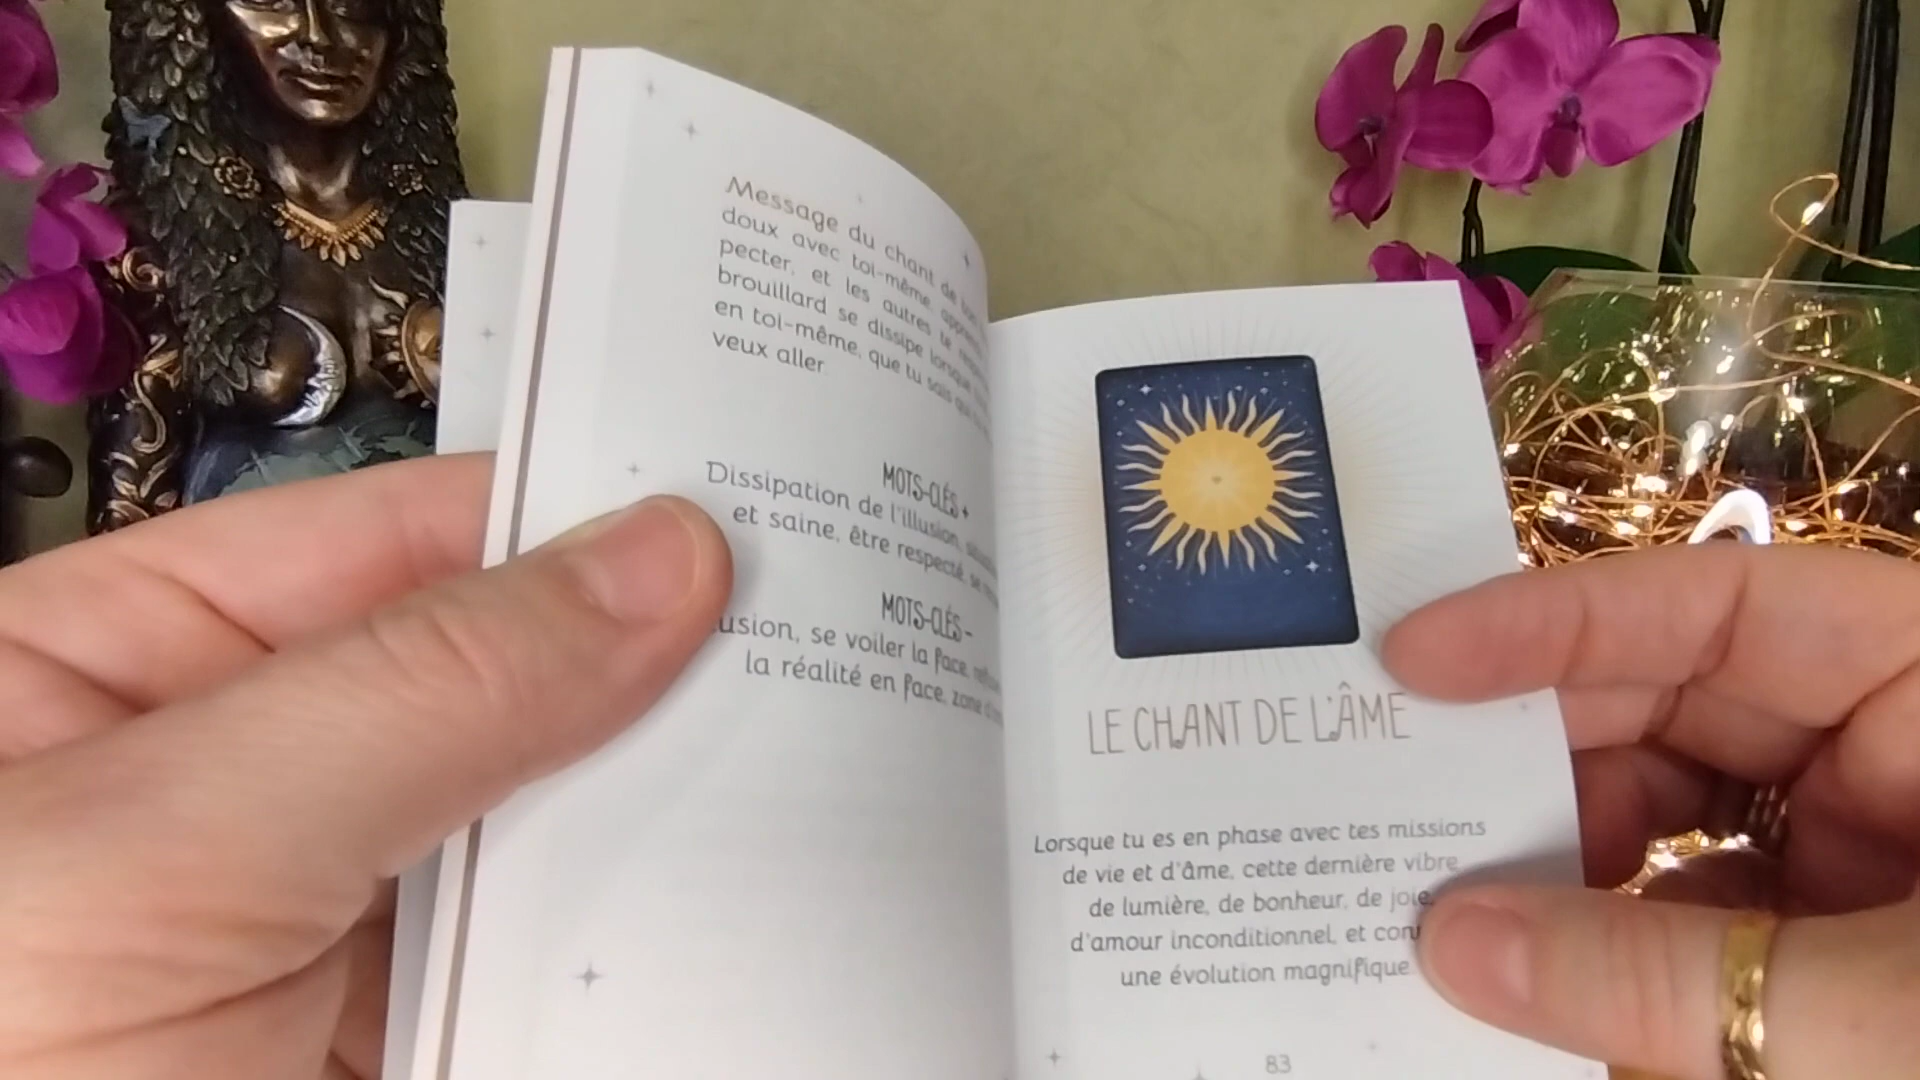 Message du chant de
doux avec toi-même,
pecter, et les autres te
brouillard se dissipe lorsque
en toi-même, que tu sais qui
veux aller.
MOTS-CLÉS +
Dissipation de l'illusion,
et saine, être respecté, se
MOTS-CLÉS -
usion, se voiler la face,
la réalité en face, zone
LE CHANT DE L'ÂME
Lorsque tu es en phase avec tes missions
de vie et d'âme, cette dernière vibre
de lumière, de bonheur, de joie,
d'amour inconditionnel, et
une évolution magnifique.
83